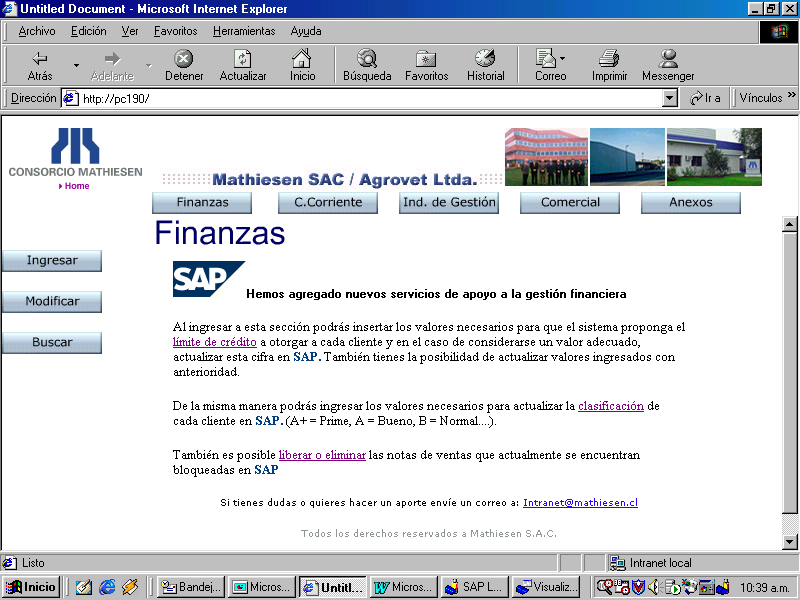 Untitled Document - Microsoft Internet Explorer
Archivo Edición Ver Favoritos Herramientas Ayuda
Atrás Adelante Detener Actualizar Inicio Búsqueda Favoritos Historial Correo Imprimir Messenger
Dirección http://pc190/ Ir a Vínculos »
CONSORCIO MATHIESEN
Home
Mathiesen SAC / Agrovet Ltda.
Finanzas C.Corriente Ind. de Gestión Comercial Anexos
Finanzas
Ingresar
Modificar
Buscar
SAP
Hemos agregado nuevos servicios de apoyo a la gestión financiera
Al ingresar a esta sección podrás insertar los valores necesarios para que el sistema proponga el
límite de crédito a otorgar a cada cliente y en el caso de considerarse un valor adecuado,
actualizar esta cifra en SAP. También tienes la posibilidad de actualizar valores ingresados con
anterioridad.
De la misma manera podrás ingresar los valores necesarios para actualizar la clasificación de
cada cliente en SAP. (A+ = Prime, A = Bueno, B = Normal....).
También es posible liberar o eliminar las notas de ventas que actualmente se encuentran
bloqueadas en SAP
Si tienes dudas o quieres hacer un aporte envíe un correo a: Intranet@mathiesen.cl
Todos los derechos reservados a Mathiesen S.A.C.
Listo Intranet local
Inicio Bandej... Micros... Untitl... Micros... SAP L... Visualiz... 10:39 a.m.